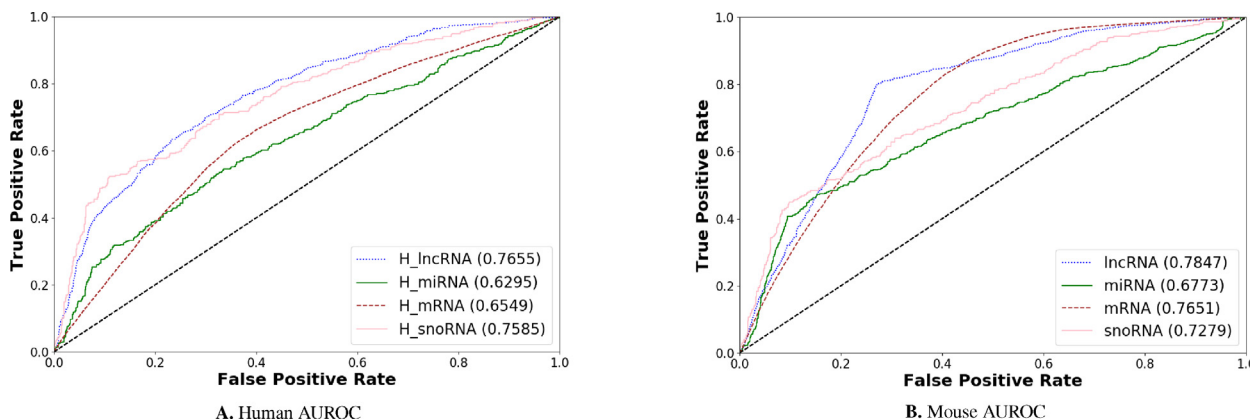 1.0
0.8
0.6
0.4
0.2
0.0
True Positive Rate
H_lncRNA (0.7655)
H_miRNA (0.6295)
H_mRNA (0.6549)
H_snoRNA (0.7585)
0.0 0.2 0.4 0.6 0.8 1.0
False Positive Rate
A. Human AUROC
1.0
0.8
0.6
0.4
0.2
0.0
True Positive Rate
lncRNA (0.7847)
miRNA (0.6773)
mRNA (0.7651)
snoRNA (0.7279)
0.0 0.2 0.4 0.6 0.8 1.0
False Positive Rate
B. Mouse AUROC